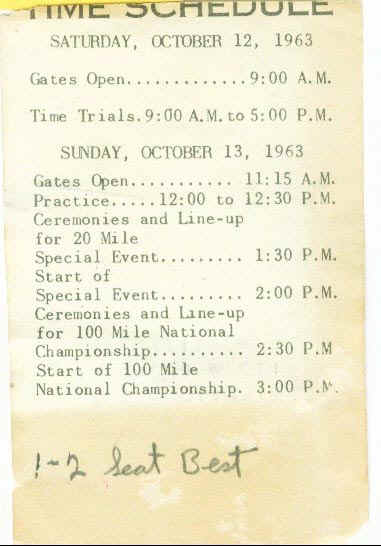 TIME SCHEDULE
SATURDAY, OCTOBER 12, 1963
Gates Open.............9:00 A.M.
Time Trials.9:00 A.M. to 5:00 P.M.
SUNDAY, OCTOBER 13, 1963
Gates Open........... 11:15 A.M.
Practice.....12:00 to 12:30 P.M.
Ceremonies and Line-up
for 20 Mile
Special Event......... 1:30 P.M.
Start of
Special Event......... 2:00 P.M.
Ceremonies and Line-up
for 100 Mile National
Championship.......... 2:30 P.M
Start of 100 Mile
National Championship. 3:00 P.M.
1-2 Seat Best